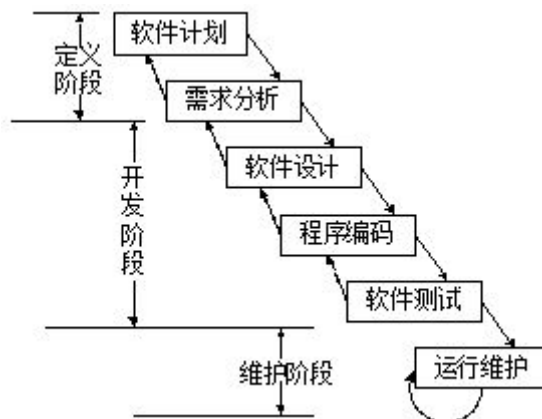 软件计划
定义
阶段
需求分析
软件设计
开
发
阶
段
程序编码
软件测试
运行维护
维护阶段